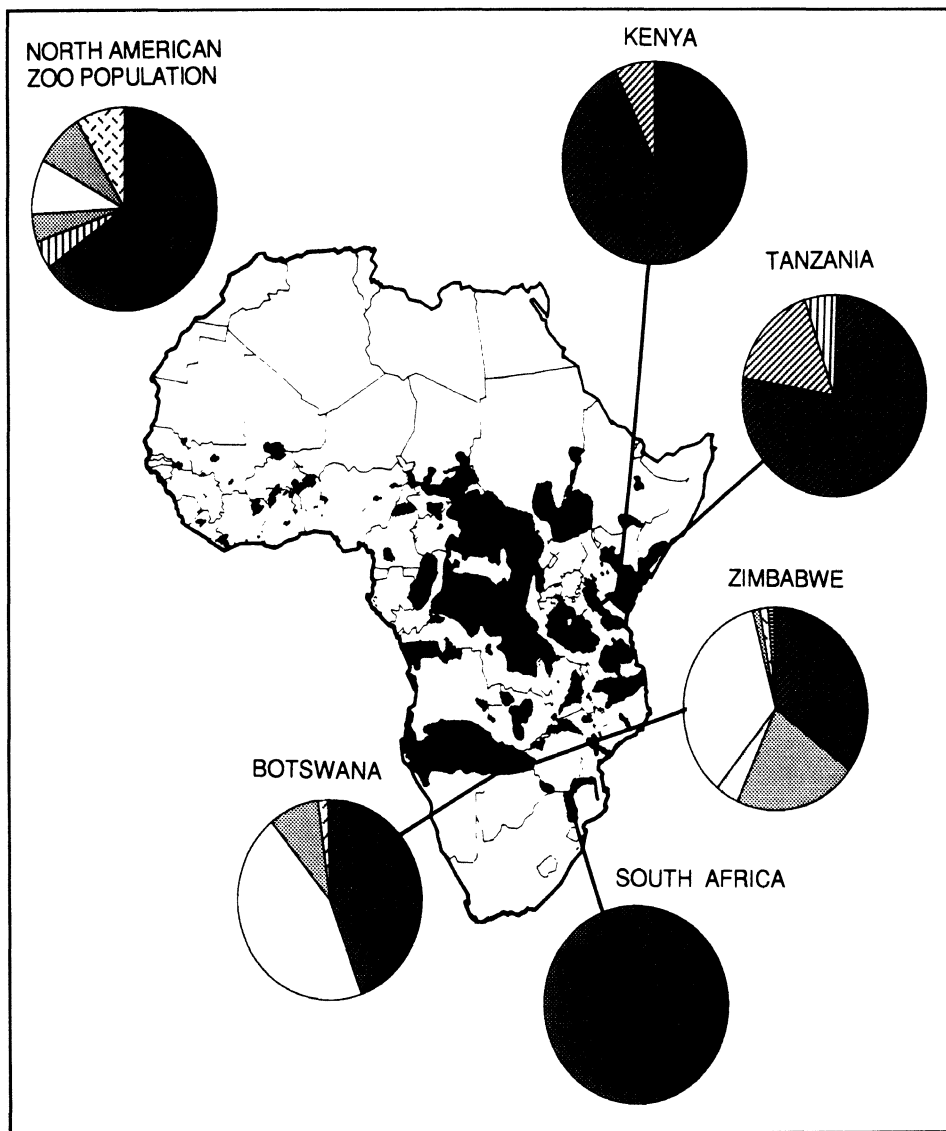 NORTH AMERICAN
ZOO POPULATION
KENYA
TANZANIA
ZIMBABWE
BOTSWANA
SOUTH AFRICA